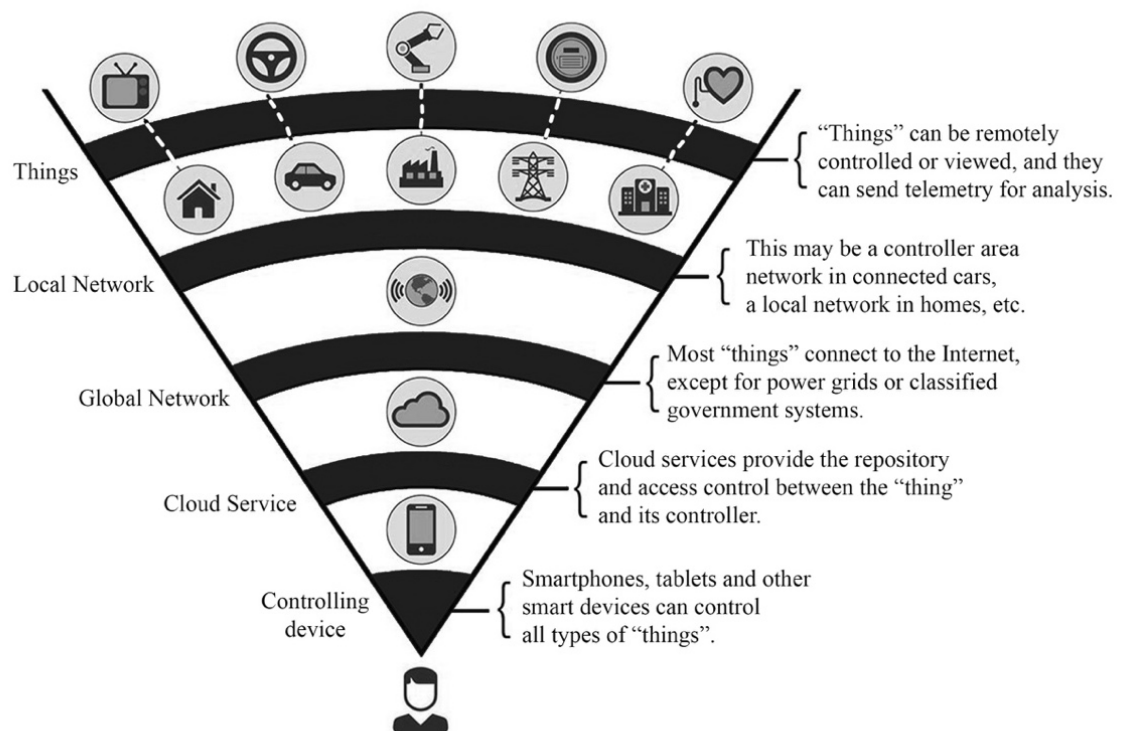 Things
“Things” can be remotely
controlled or viewed, and they
can send telemetry for analysis.
Local Network
This may be a controller area
network in connected cars,
a local network in homes, etc.
Global Network
Most “things” connect to the Internet,
except for power grids or classified
government systems.
Cloud Service
Cloud services provide the repository
and access control between the “thing”
and its controller.
Controlling
device
Smartphones, tablets and other
smart devices can control
all types of “things”.